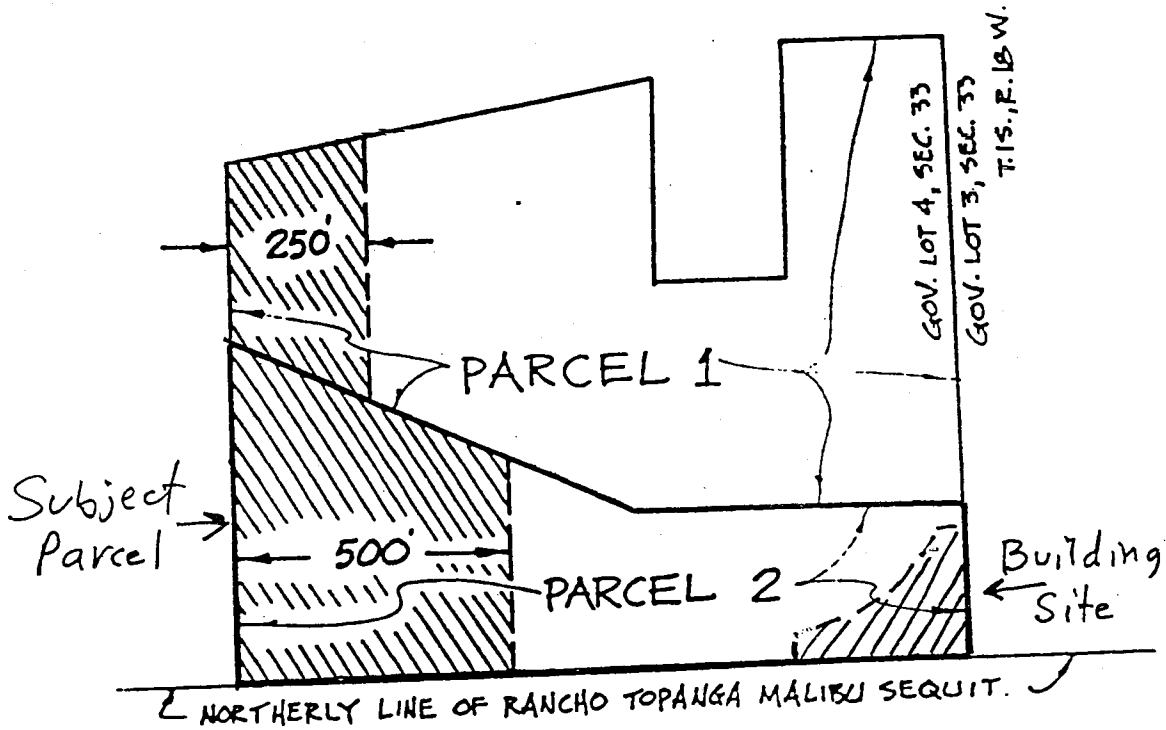 GOV. LOT 4, SEC. 33
GOV. LOT 3, SEC. 33
T.1S., R.18W.
250'
PARCEL 1
Subject
Parcel
500'
PARCEL 2
Building
Site
NORTHERLY LINE OF RANCHO TOPANGA MALIBU SEQUIT.